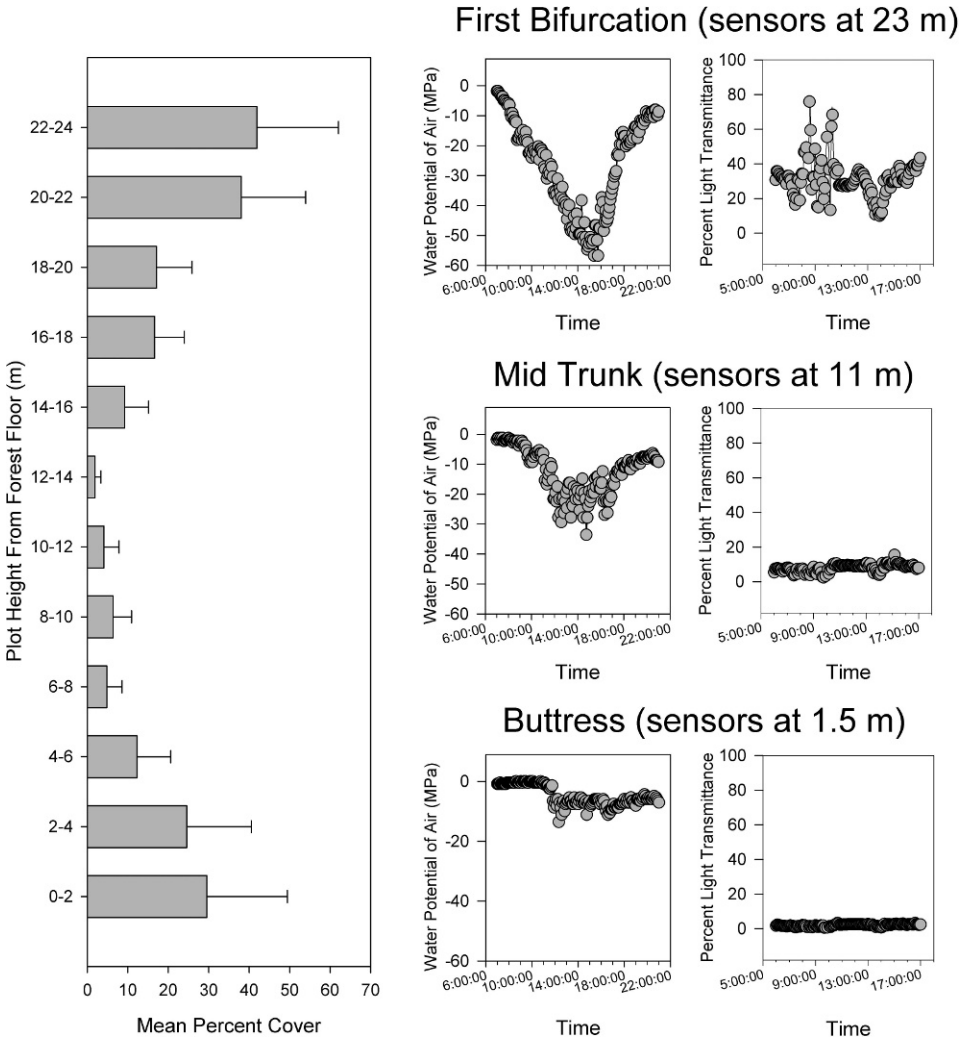 First Bifurcation (sensors at 23 m)
Plot Height From Forest Floor (m)
22-24
20-22
18-20
16-18
14-16
12-14
10-12
8-10
6-8
4-6
2-4
0-2
0 10 20 30 40 50 60 70
Mean Percent Cover
Water Potential of Air (MPa)
0
-10
-20
-30
-40
-50
-60
6:00:00 10:00:00 14:00:00 18:00:00 22:00:00
Time
Percent Light Transmittance
100
80
60
40
20
0
5:00:00 9:00:00 13:00:00 17:00:00
Time
Mid Trunk (sensors at 11 m)
Water Potential of Air (MPa)
0
-10
-20
-30
-40
-50
-60
6:00:00 10:00:00 14:00:00 18:00:00 22:00:00
Time
Percent Light Transmittance
100
80
60
40
20
0
5:00:00 9:00:00 13:00:00 17:00:00
Time
Buttress (sensors at 1.5 m)
Water Potential of Air (MPa)
0
-20
-40
-60
6:00:00 10:00:00 14:00:00 18:00:00 22:00:00
Time
Percent Light Transmittance
100
80
60
40
20
0
5:00:00 9:00:00 13:00:00 17:00:00
Time